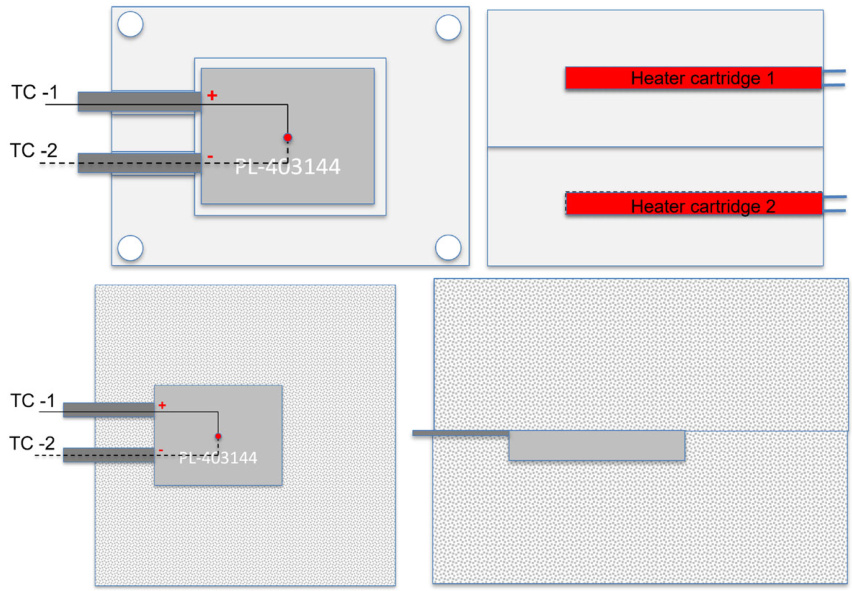 TC -1
+
Heater cartridge 1
TC -2
-
PL-403144
Heater cartridge 2
TC -1
+
TC -2
-
PL-403144